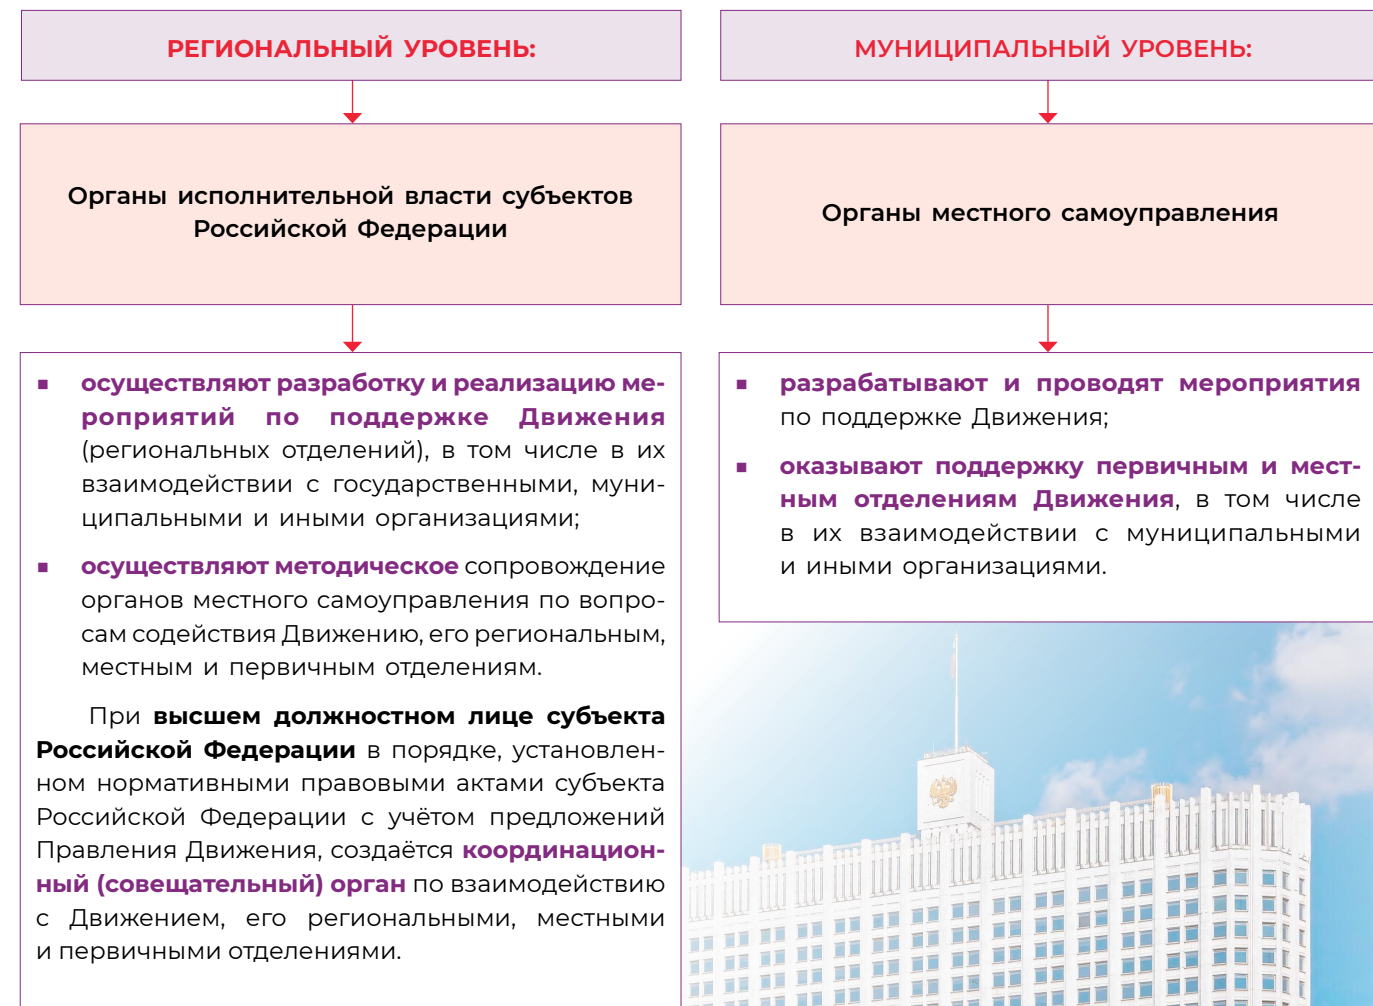 РЕГИОНАЛЬНЫЙ УРОВЕНЬ:
Органы исполнительной власти субъектов
Российской Федерации
▪ осуществляют разработку и реализацию ме-
роприятий по поддержке Движения
(региональных отделений), в том числе в их
взаимодействии с государственными, муни-
ципальными и иными организациями;
▪ осуществляют методическое сопровождение
органов местного самоуправления по вопро-
сам содействия Движению, его региональным,
местным и первичным отделениям.
При высшем должностном лице субъекта
Российской Федерации в порядке, установлен-
ном нормативными правовыми актами субъекта
Российской Федерации с учётом предложений
Правления Движения, создаётся координацион-
ный (совещательный) орган по взаимодействию
с Движением, его региональными, местными
и первичными отделениями.
МУНИЦИПАЛЬНЫЙ УРОВЕНЬ:
Органы местного самоуправления
▪ разрабатывают и проводят мероприятия
по поддержке Движения;
▪ оказывают поддержку первичным и мест-
ным отделениям Движения, в том числе
в их взаимодействии с муниципальными
и иными организациями.